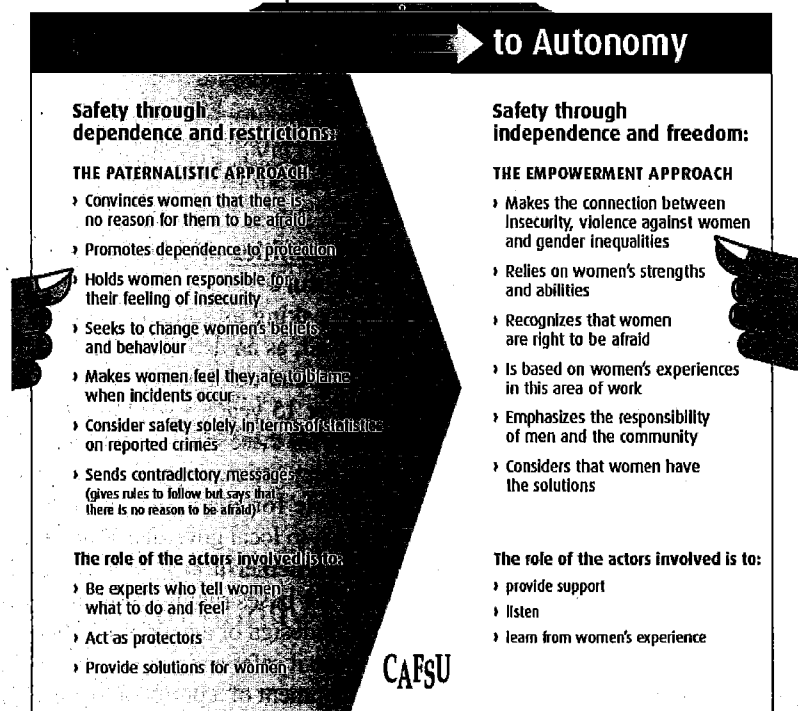 to Autonomy
Safety through
dependence and restrictions:
THE PATERNALISTIC APPROACH
› Convinces women that there is
no reason for them to be afraid
› Promotes dependence to protection
› Holds women responsible for
their feeling of insecurity
› Seeks to change women's beliefs
and behaviour
› Makes women feel they are to blame
when incidents occur
› Consider safety solely in terms of statistics
on reported crimes
› Sends contradictory messages
(gives rules to follow but says that
there is no reason to be afraid)
The role of the actors involved is to:
› Be experts who tell women
what to do and feel
› Act as protectors
› Provide solutions for women
Safety through
independence and freedom:
THE EMPOWERMENT APPROACH
› Makes the connection between
insecurity, violence against women
and gender inequalities
› Relies on women's strengths
and abilities
› Recognizes that women
are right to be afraid
› Is based on women's experiences
in this area of work
› Emphasizes the responsibility
of men and the community
› Considers that women have
the solutions
The role of the actors involved is to:
› provide support
› listen
› learn from women's experience
CAFSU